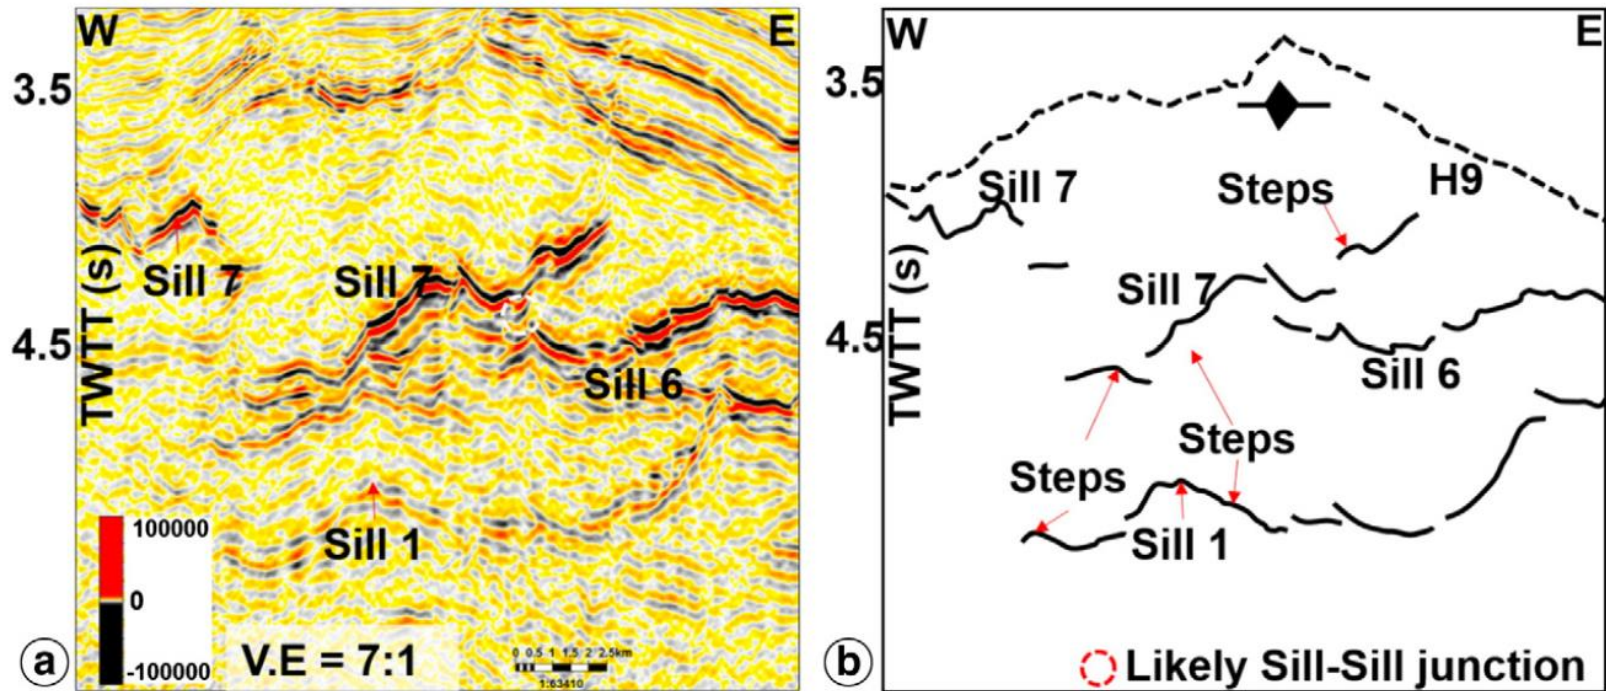 W
E
3.5
4.5
TWTT (s)
Sill 7
Sill 7
Sill 6
Sill 1
100000
0
-100000
V.E = 7:1
0 0.5 1 1.5 2 2.5km
1:63410
a
W
E
3.5
4.5
TWTT (s)
Sill 7
Steps
H9
Sill 7
Sill 6
Steps
Steps
Sill 1
b
Likely Sill-Sill junction